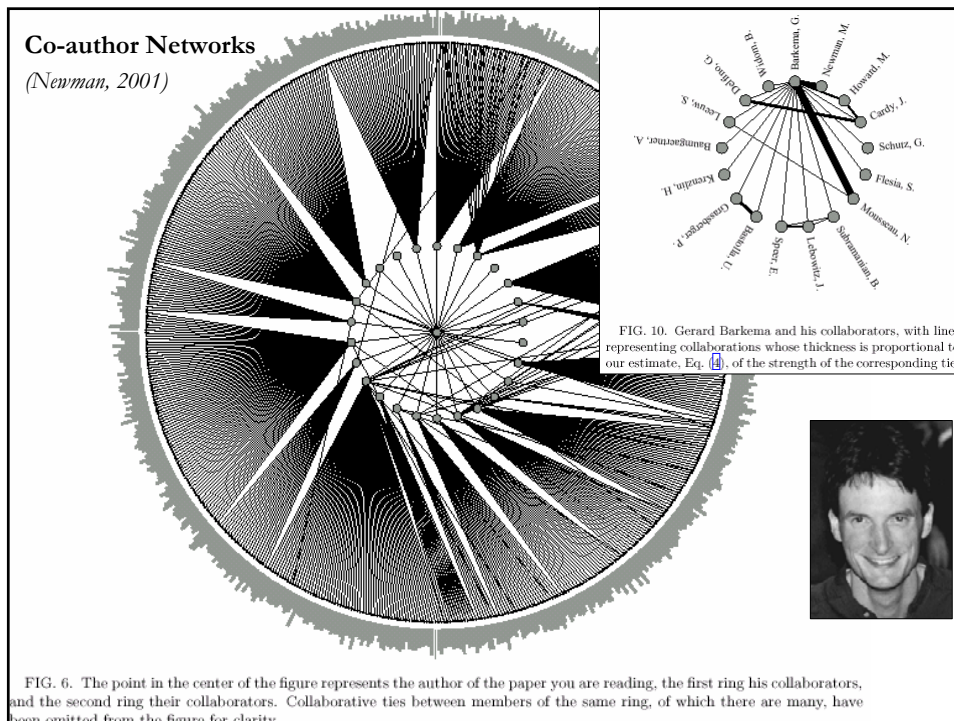 Co-author Networks
(Newman, 2001)
Barkema, G.
Newman, M.
Howard, M.
Cardy, J.
Schutz, G.
Flesia, S.
Mousseau, N.
Subramanian, B.
Lebowitz, J.
Speer, E.
Bastolla, U.
Grassberger, P.
Krenzlin, H.
Baumgaertner, A.
Leeuw, S.
Delfino, G.
Widom, B.
FIG. 10. Gerard Barkema and his collaborators, with line
representing collaborations whose thickness is proportional t
our estimate, Eq. (4), of the strength of the corresponding tie
FIG. 6. The point in the center of the figure represents the author of the paper you are reading, the first ring his collaborators,
and the second ring their collaborators. Collaborative ties between members of the same ring, of which there are many, have
been omitted from the figure for clarity.